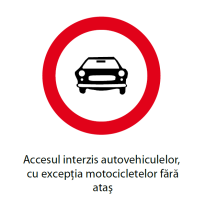 Accesul interzis autovehiculelor,
cu excepția motocicletelor fără
ataș